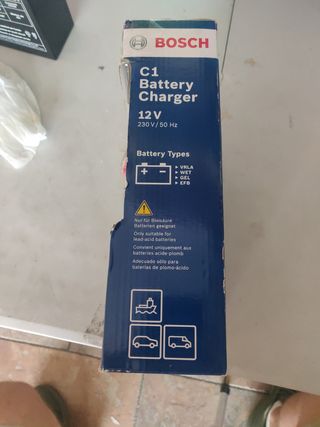 BOSCH
C1
Battery
Charger
12 V
230 V / 50 Hz
Battery Types
VRLA
WET
GEL
EFB
Nur für Bleisäure
Batterien geeignet
Only suitable for
lead-acid batteries
Convient uniquement aux
batteries acide-plomb
Adecuado sólo para
baterías de plomo-ácido